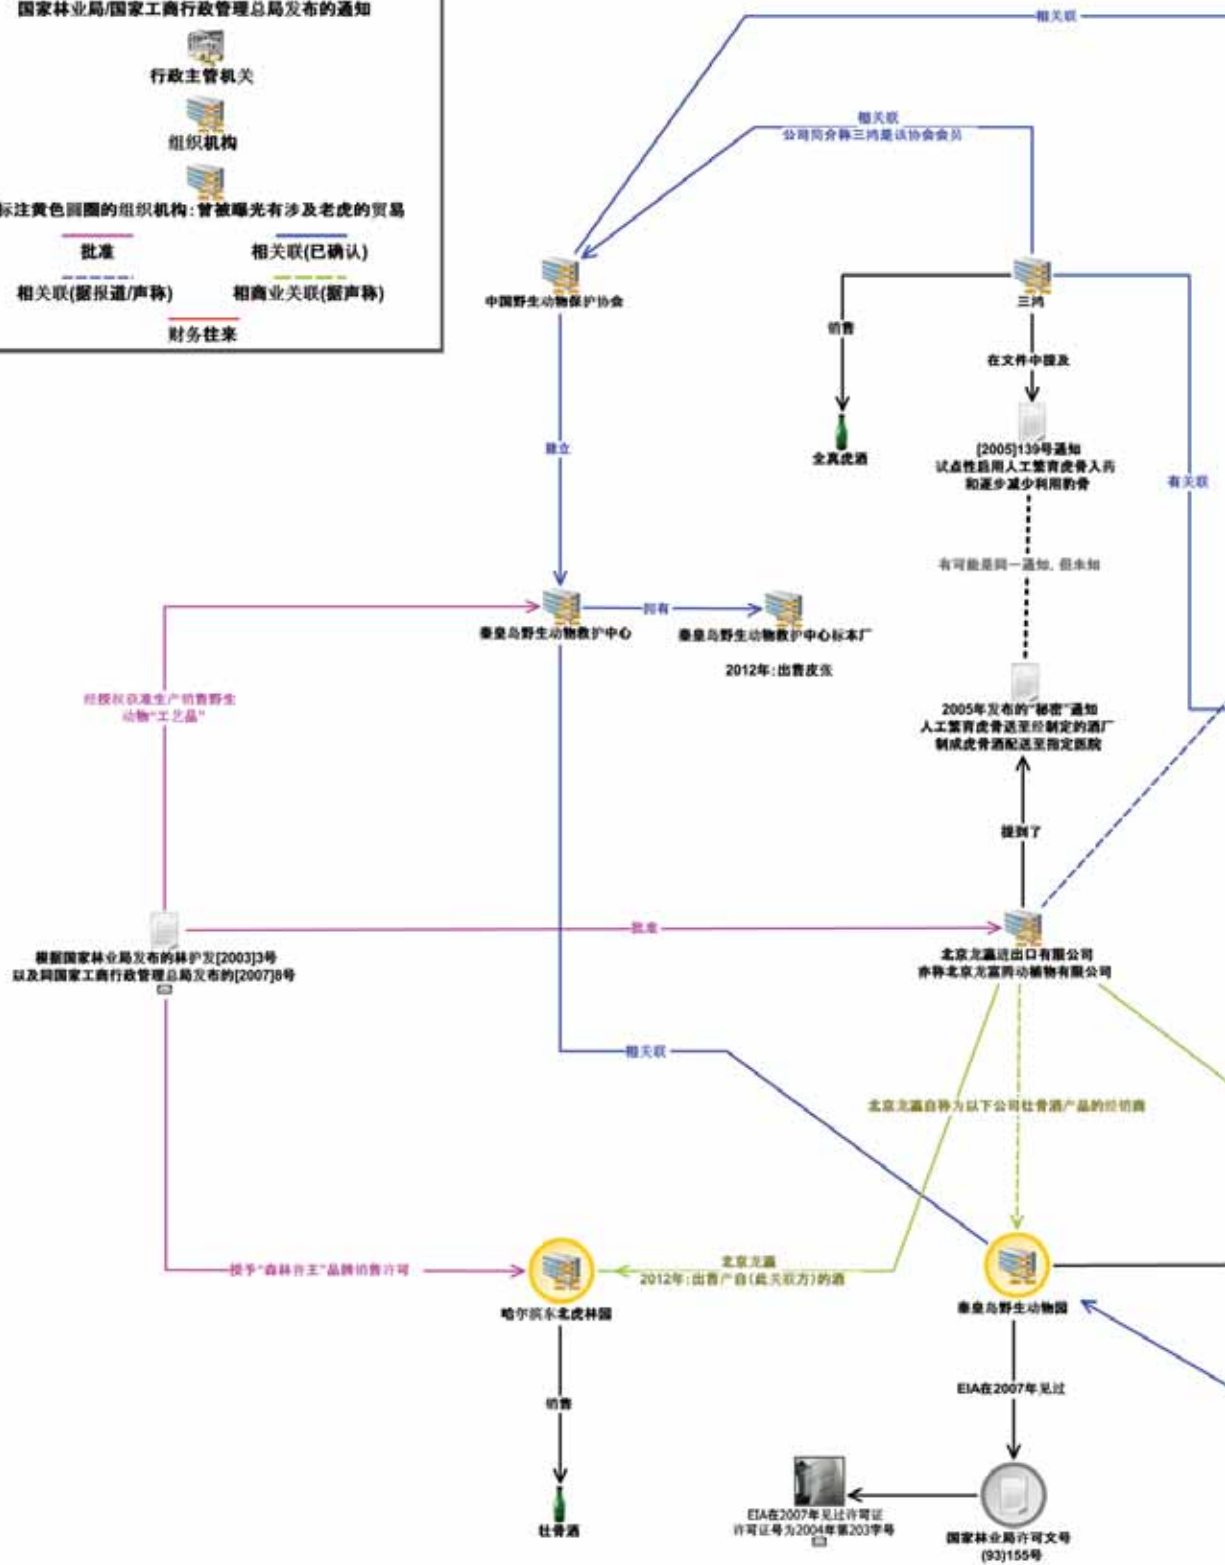 国家林业局/国家工商行政管理总局发布的通知
行政主管机关
组织机构
标注黄色圆圈的组织机构:曾被曝光有涉及老虎的贸易
批准
相关联(已确认)
相关联(据报道/声称)
相商业关联(据声称)
财务往来
相关联
相关联
公司简介称三鸿是该协会会员
中国野生动物保护协会
三鸿
销售
在文件中提及
全真虎酒
[2005]139号通知
试点性启用人工繁育虎骨入药
和逐步减少利用豹骨
建立
有关联
有可能是同一通知, 但未知
秦皇岛野生动物救护中心
拥有
秦皇岛野生动物救护中心标本厂
2012年:出售皮张
经授权获准生产销售野生
动物“工艺品”
2005年发布的“秘密”通知
人工繁育虎骨送至经制定的酒厂
制成虎骨酒配送至指定医院
提到了
批准
根据国家林业局发布的林护发[2003]3号
以及同国家工商行政管理总局发布的[2007]8号
北京龙瀛进出口有限公司
亦称北京龙富腾动植物有限公司
相关联
北京龙瀛自称为以下公司壮骨酒产品的经销商
授予“森林兽王”品牌销售许可
北京龙瀛
2012年:出售产自(此关联方)的酒
哈尔滨东北虎林园
秦皇岛野生动物园
销售
EIA在2007年见过
壮骨酒
EIA在2007年见过许可证
许可证号为2004年第203字号
国家林业局许可文号
(93)155号